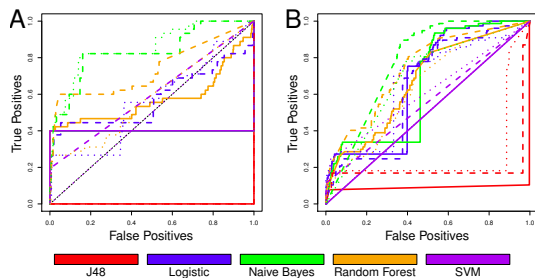 A
B
True Positives
1.0
0.8
0.6
0.4
0.2
0.0
0.0 0.2 0.4 0.6 0.8 1.0
False Positives
True Positives
1.0
0.8
0.6
0.4
0.2
0.0
0.0 0.2 0.4 0.6 0.8 1.0
False Positives
J48 Logistic Naive Bayes Random Forest SVM